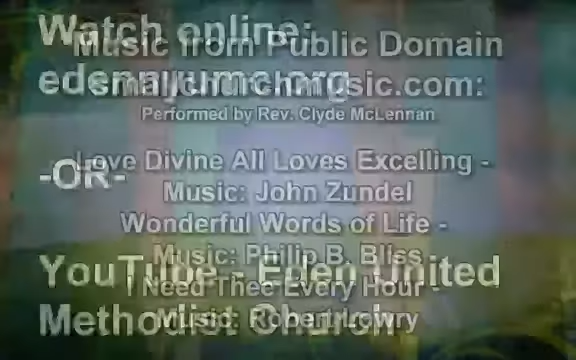 Watch online:
edennyumc.org
-OR-
YouTube - Eden United
Methodist Church
Music from Public Domain
smallchurchmusic.com:
Performed by Rev. Clyde McLennan
Love Divine All Loves Excelling -
Music: John Zundel
Wonderful Words of Life -
Music: Philip B. Bliss
I Need Thee Every Hour -
Music: Robert Lowry